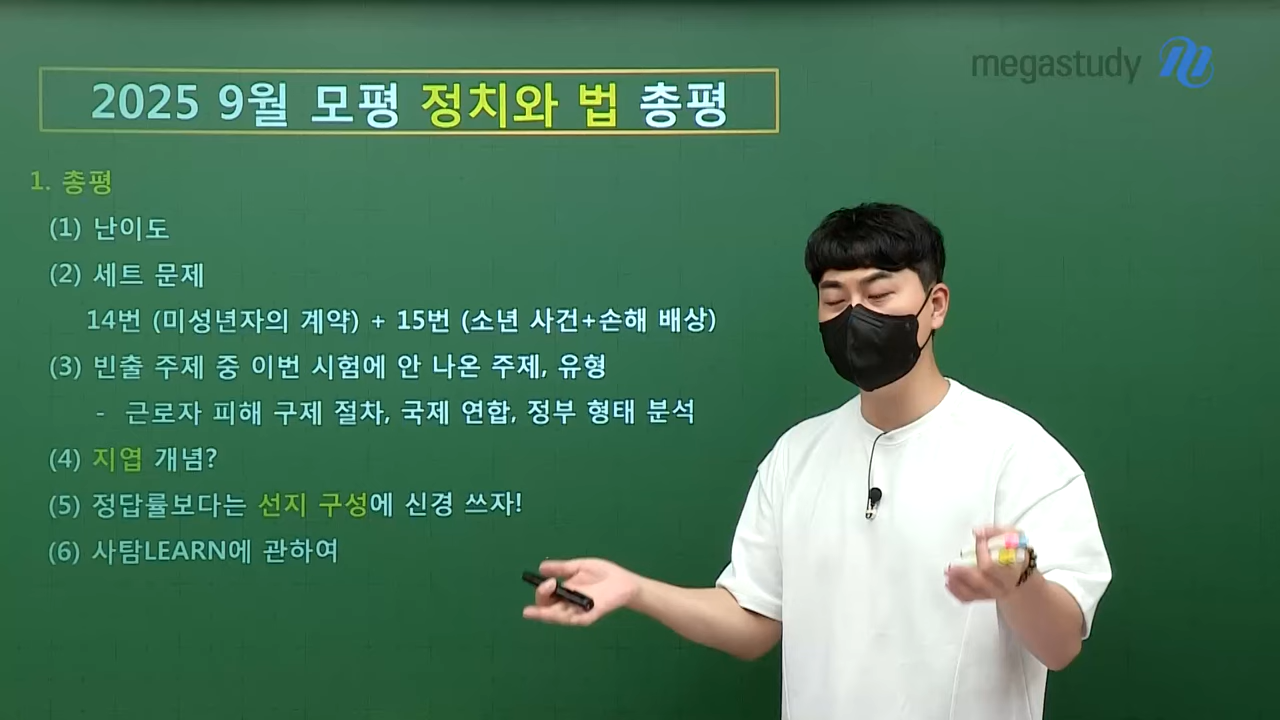 megastudy
2025 9월 모평 정치와 법 총평
1. 총평
(1) 난이도
(2) 세트 문제
14번 (미성년자의 계약) + 15번 (소년 사건+손해 배상)
(3) 빈출 주제 중 이번 시험에 안 나온 주제, 유형
- 근로자 피해 구제 절차, 국제 연합, 정부 형태 분석
(4) 지엽 개념?
(5) 정답률보다는 선지 구성에 신경 쓰자!
(6) 사탐LEARN에 관하여